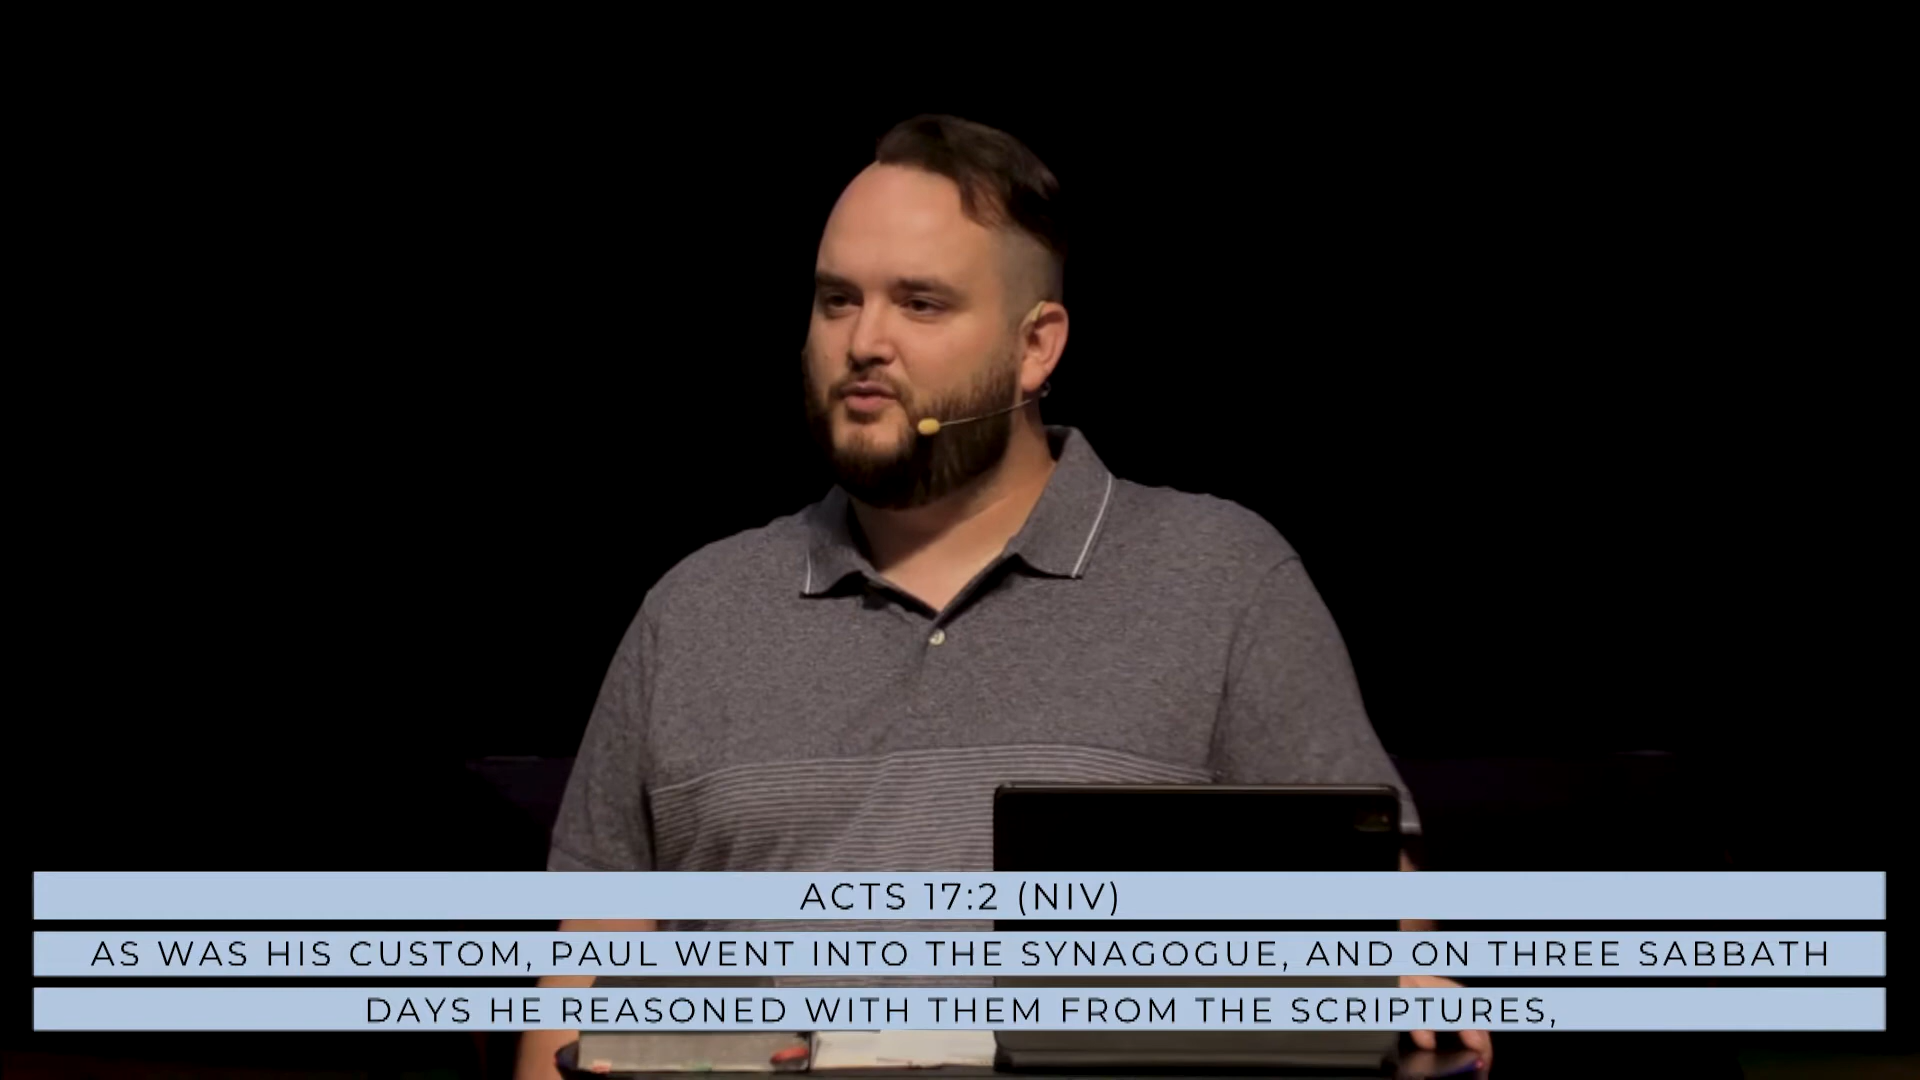 ACTS 17:2 (NIV)
AS WAS HIS CUSTOM, PAUL WENT INTO THE SYNAGOGUE, AND ON THREE SABBATH
DAYS HE REASONED WITH THEM FROM THE SCRIPTURES,